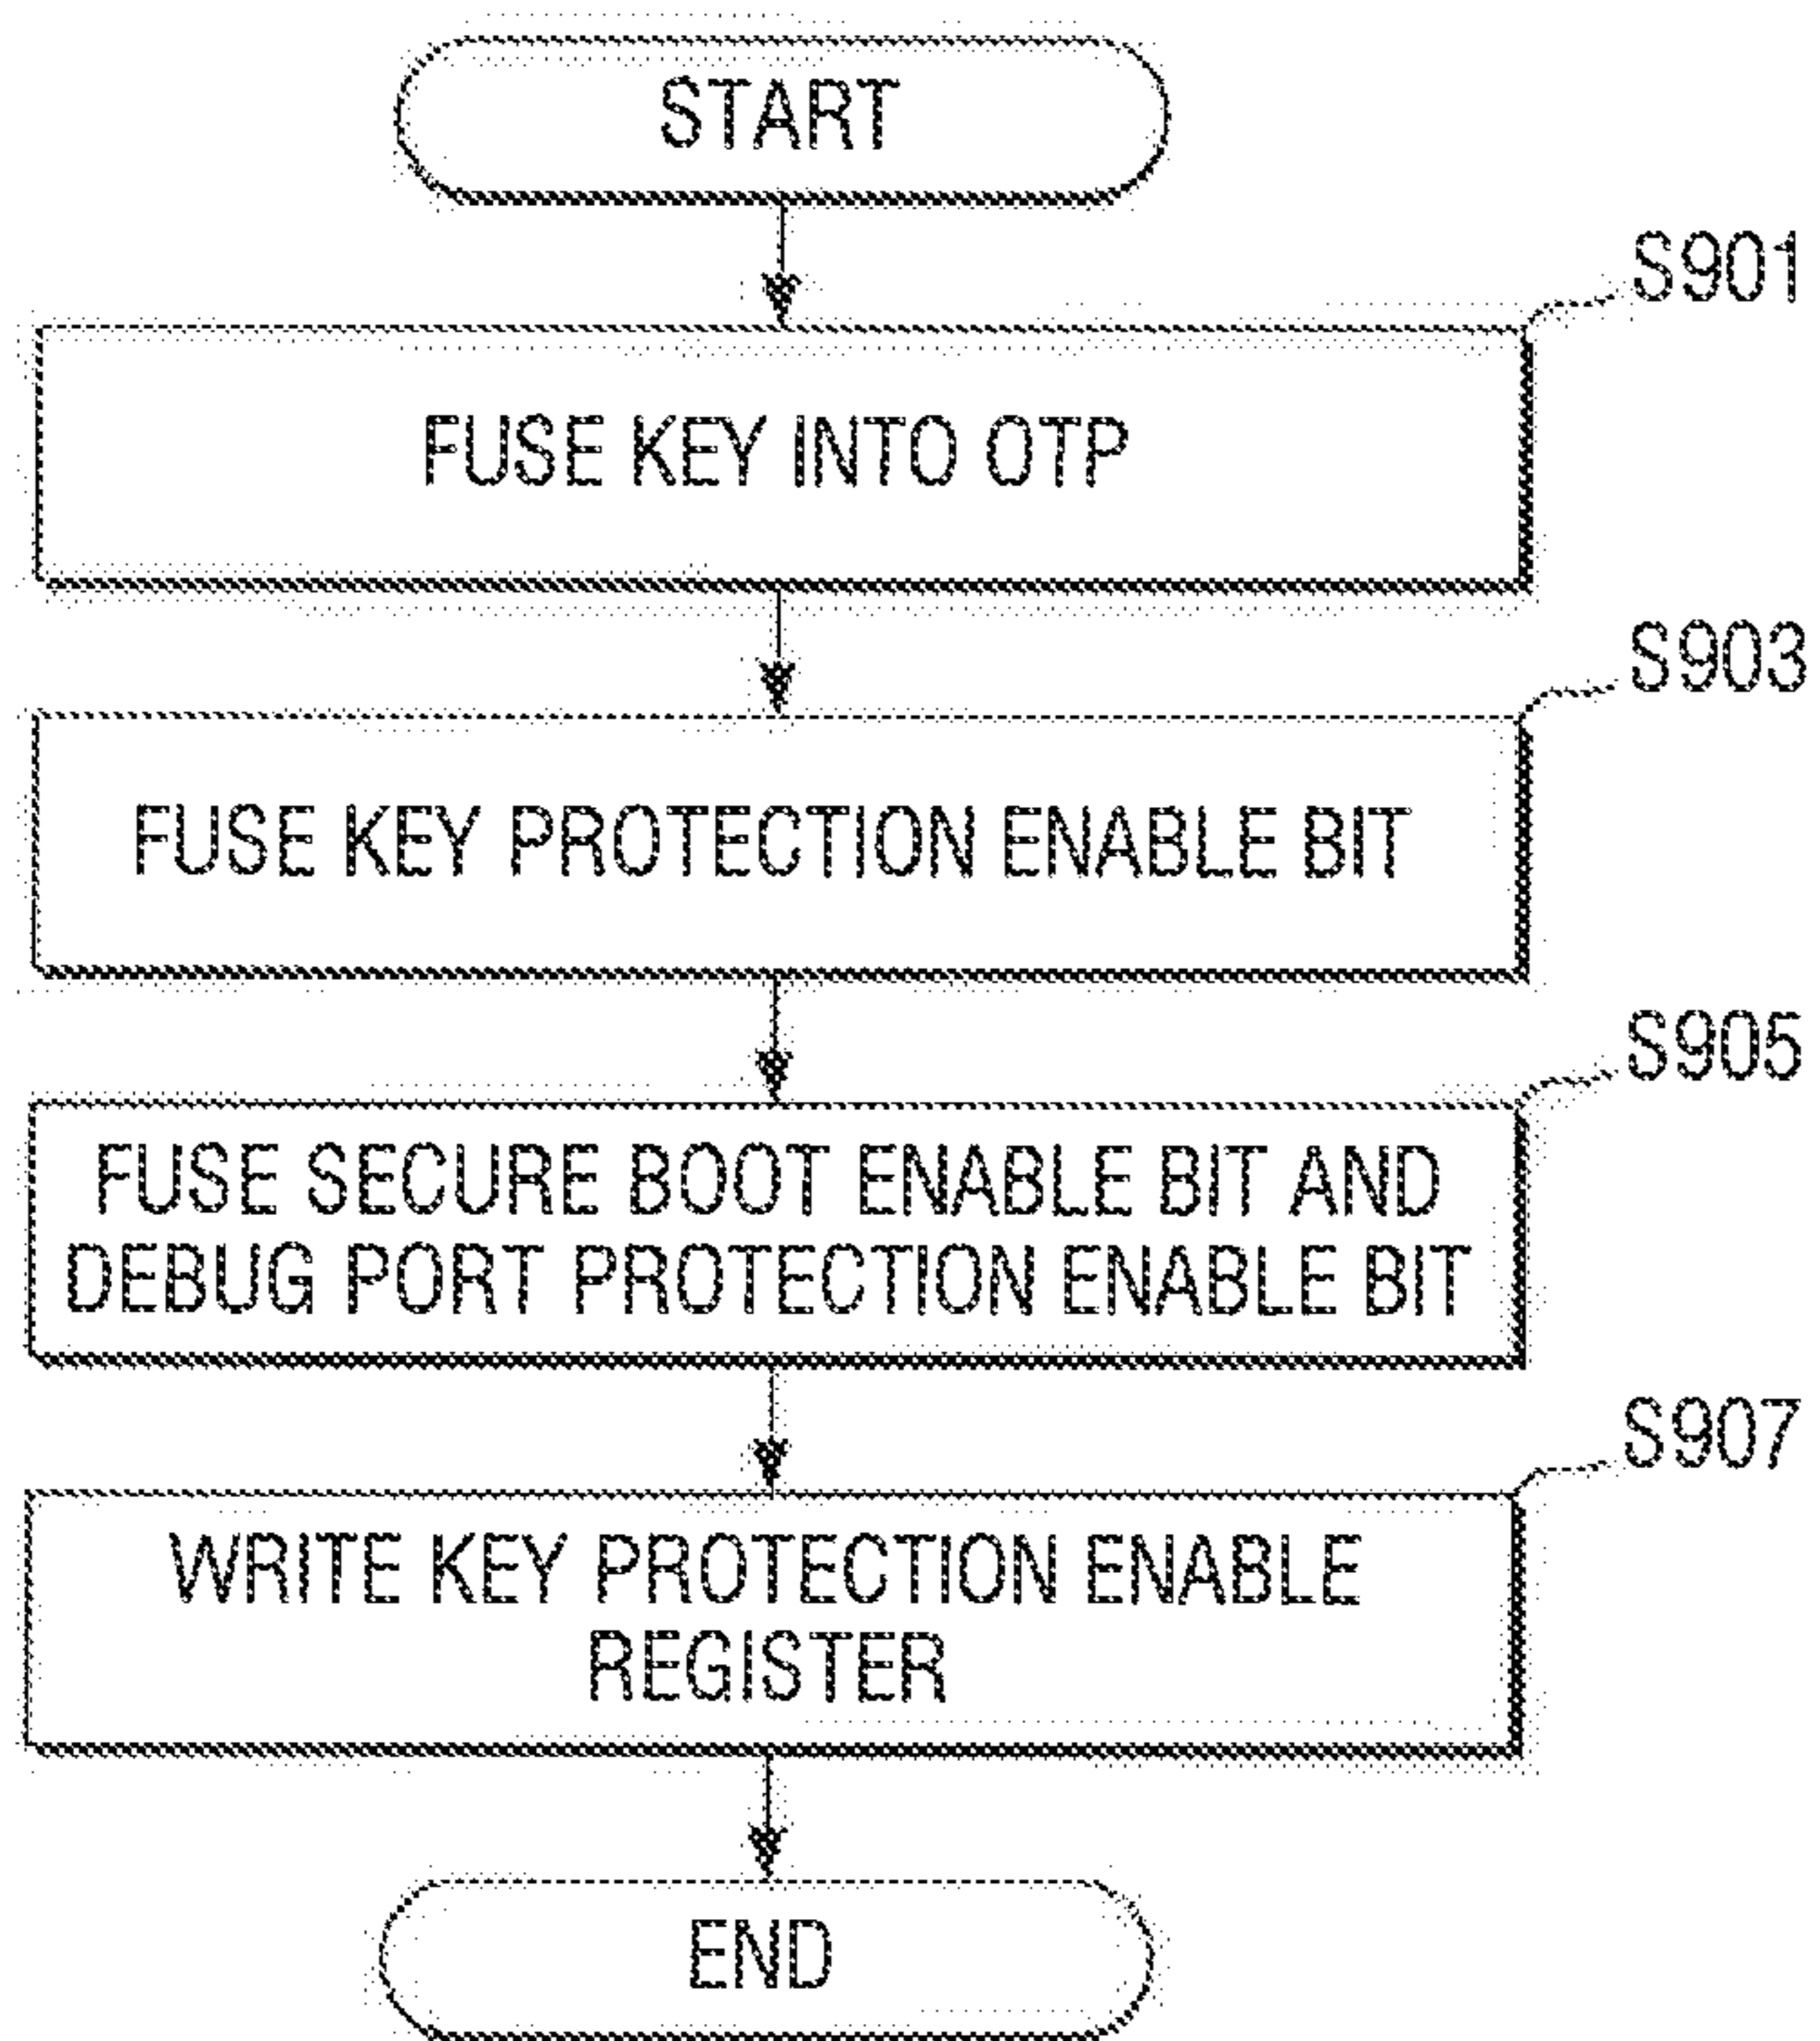 START
S901
FUSE KEY INTO OTP
S903
FUSE KEY PROTECTION ENABLE BIT
S905
FUSE SECURE BOOT ENABLE BIT AND
DEBUG PORT PROTECTION ENABLE BIT
S907
WRITE KEY PROTECTION ENABLE
REGISTER
END